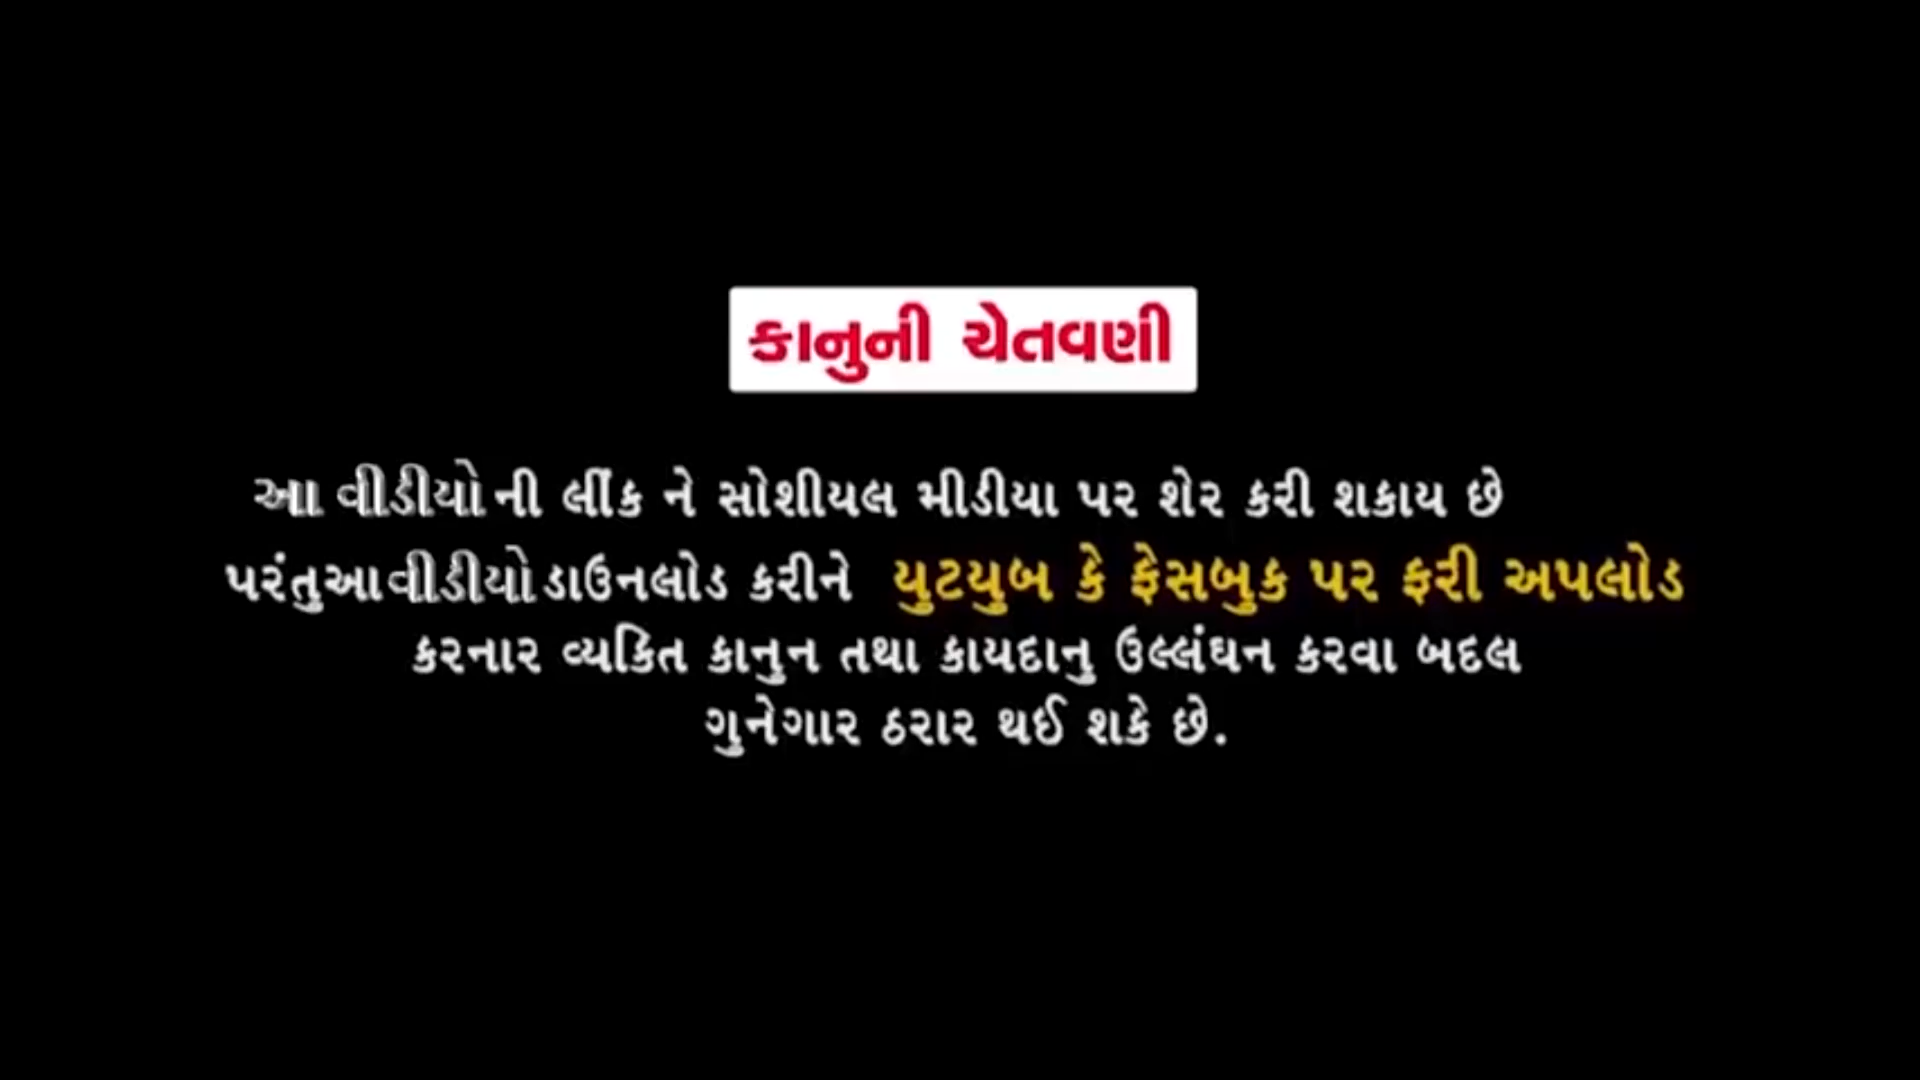 કાનુની ચેતવણી
આ વીડીયો ની લીંક ને સોશીયલ મીડીયા પર શેર કરી શકાય છે
પરંતુઆવીડીયો ડાઉનલોડ કરીને યુટયુબ કે ફેસબુક પર ફરી અપલોડ
કરનાર વ્યકિત કાનુન તથા કાયદાનુ ઉલ્લંઘન કરવા બદલ
ગુનેગાર ઠરાર થઈ શકે છે.